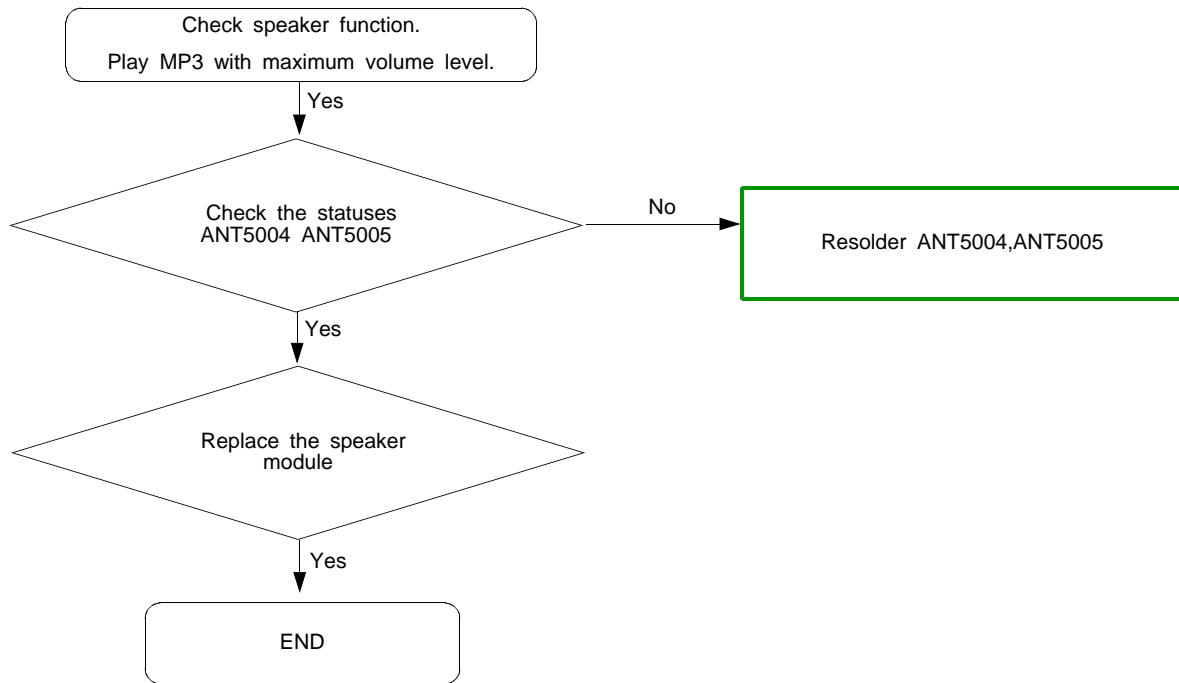 Check speaker function.
Play MP3 with maximum volume level.
Yes
Check the statuses
ANT5004 ANT5005
No
Resolder ANT5004,ANT5005
Yes
Replace the speaker
module
Yes
END